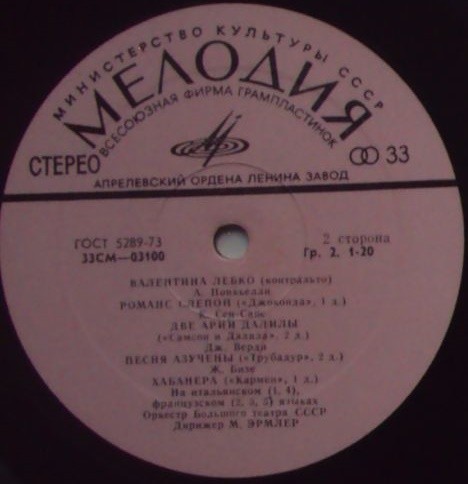 МИНИСТЕРСТВО КУЛЬТУРЫ СССР
МЕЛОДИЯ
ВСЕСОЮЗНАЯ ФИРМА ГРАМПЛАСТИНОК
СТЕРЕО
33
АПРЕЛЕВСКИЙ ОРДЕНА ЛЕНИНА ЗАВОД
ГОСТ 5289-73
2 сторона
33СМ—03100
Гр. 2. 1-20
ВАЛЕНТИНА ЛЕВКО (контральто)
А. Понкьелли
РОМАНС СЛЕПОЙ («Джоконда», 1 д.)
К. Сен-Санс
ДВЕ АРИИ ДАЛИЛЫ
(«Самсон и Далила», 2 д.)
Дж. Верди
ПЕСНЯ АЗУЧЕНЫ («Трубадур», 2 д.)
Ж. Бизе
ХАБАНЕРА («Кармен», 1 д.)
На итальянском (1, 4),
французском (2, 3, 5) языках
Оркестр Большого театра СССР
Дирижер М. ЭРМЛЕР